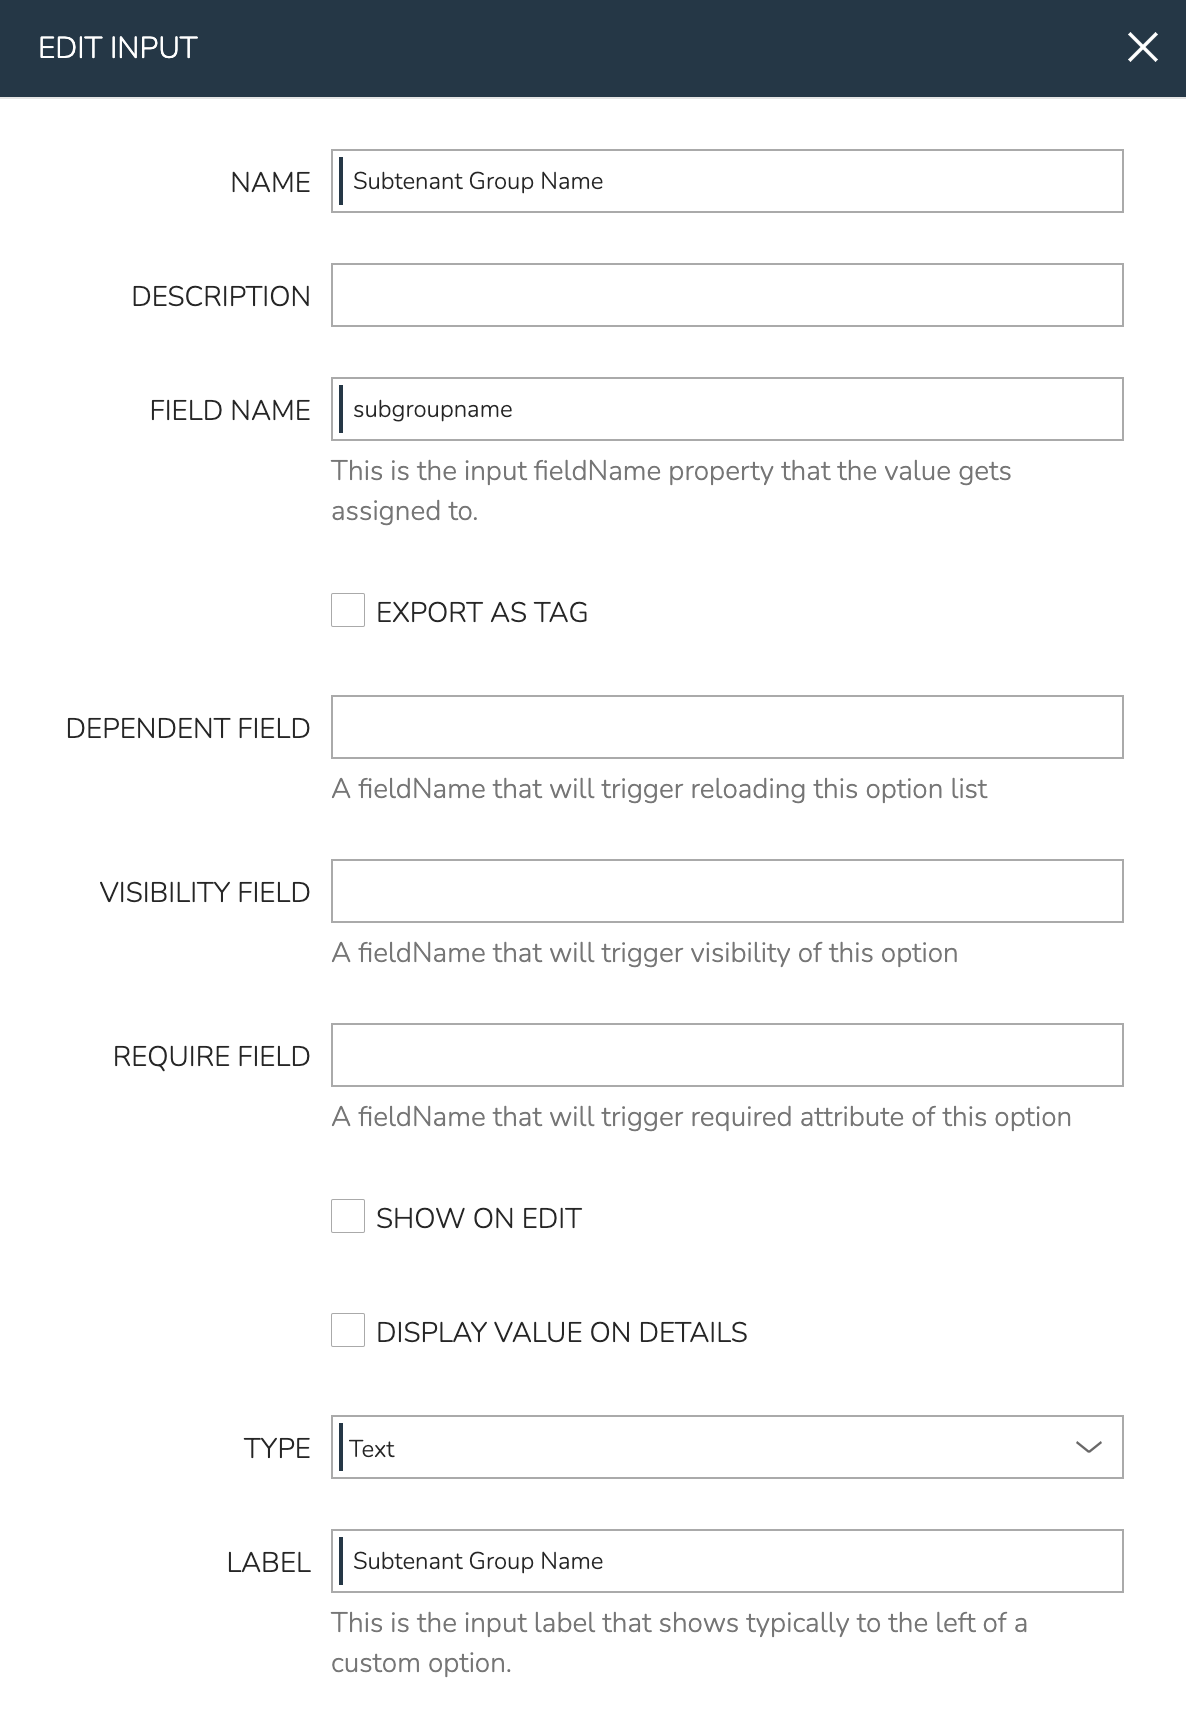 EDIT INPUT
NAME
Subtenant Group Name
DESCRIPTION
FIELD NAME
subgroupname
This is the input fieldName property that the value gets
assigned to.
EXPORT AS TAG
DEPENDENT FIELD
A fieldName that will trigger reloading this option list
VISIBILITY FIELD
A fieldName that will trigger visibility of this option
REQUIRE FIELD
A fieldName that will trigger required attribute of this option
SHOW ON EDIT
DISPLAY VALUE ON DETAILS
TYPE
Text
LABEL
Subtenant Group Name
This is the input label that shows typically to the left of a
custom option.